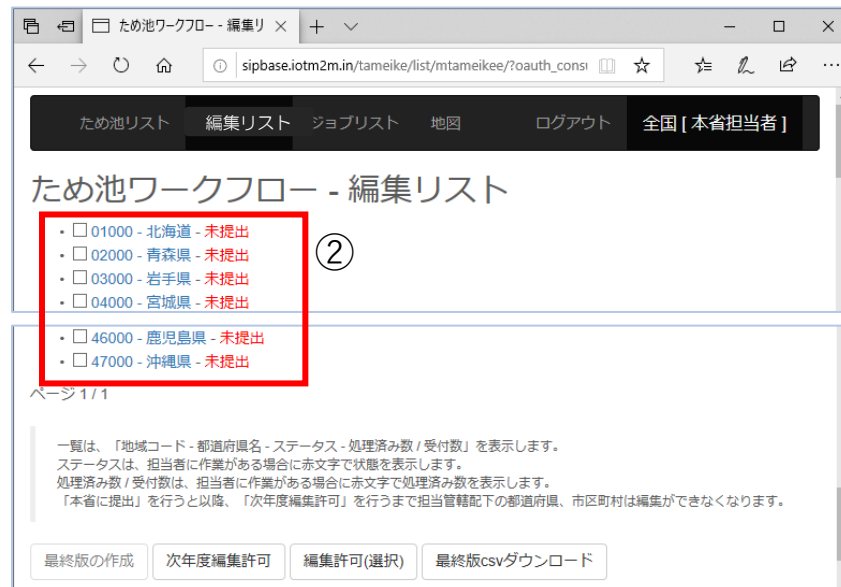 ため池ワークフロー - 編集リ
sipbase.iotm2m.in/tameike/list/mtameikee/?oauth_consu
ため池リスト 編集リスト ジョブリスト 地図 ログアウト 全国 [ 本省担当者 ]
ため池ワークフロー - 編集リスト
・ 01000 - 北海道 - 未提出
・ 02000 - 青森県 - 未提出
・ 03000 - 岩手県 - 未提出
・ 04000 - 宮城県 - 未提出
②
・ 46000 - 鹿児島県 - 未提出
・ 47000 - 沖縄県 - 未提出
ページ 1 / 1
一覧は、「地域コード - 都道府県名 - ステータス - 処理済み数 / 受付数」を表示します。
ステータスは、担当者に作業がある場合に赤文字で状態を表示します。
処理済み数 / 受付数は、担当者に作業がある場合に赤文字で処理済み数を表示します。
「本省に提出」を行うと以降、「次年度編集許可」を行うまで担当管轄配下の都道府県、市区町村は編集ができなくなります。
最終版の作成 次年度編集許可 編集許可(選択) 最終版csvダウンロード